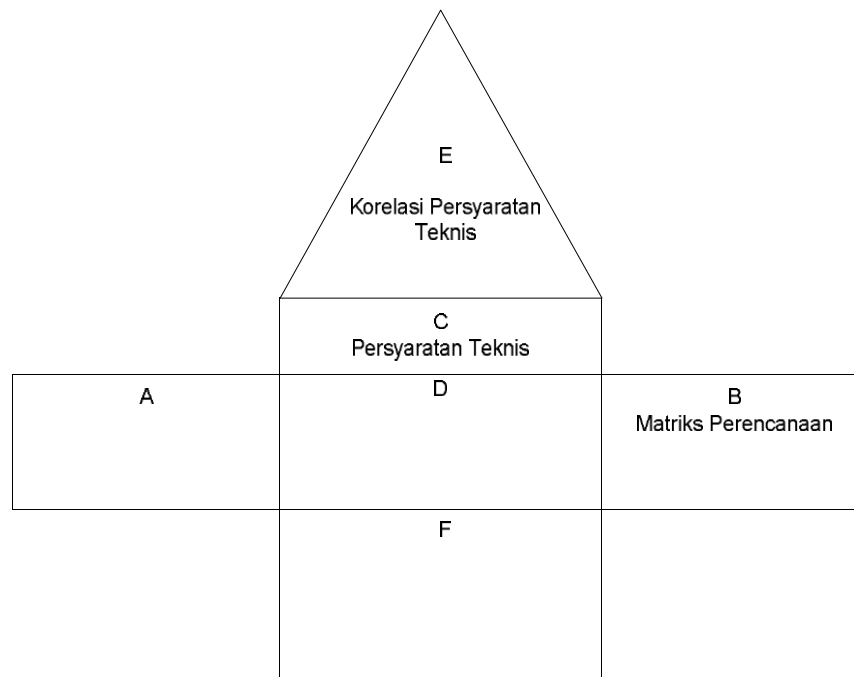 E
Korelasi Persyaratan
Teknis
C
Persyaratan Teknis
A
D
B
Matriks Perencanaan
F